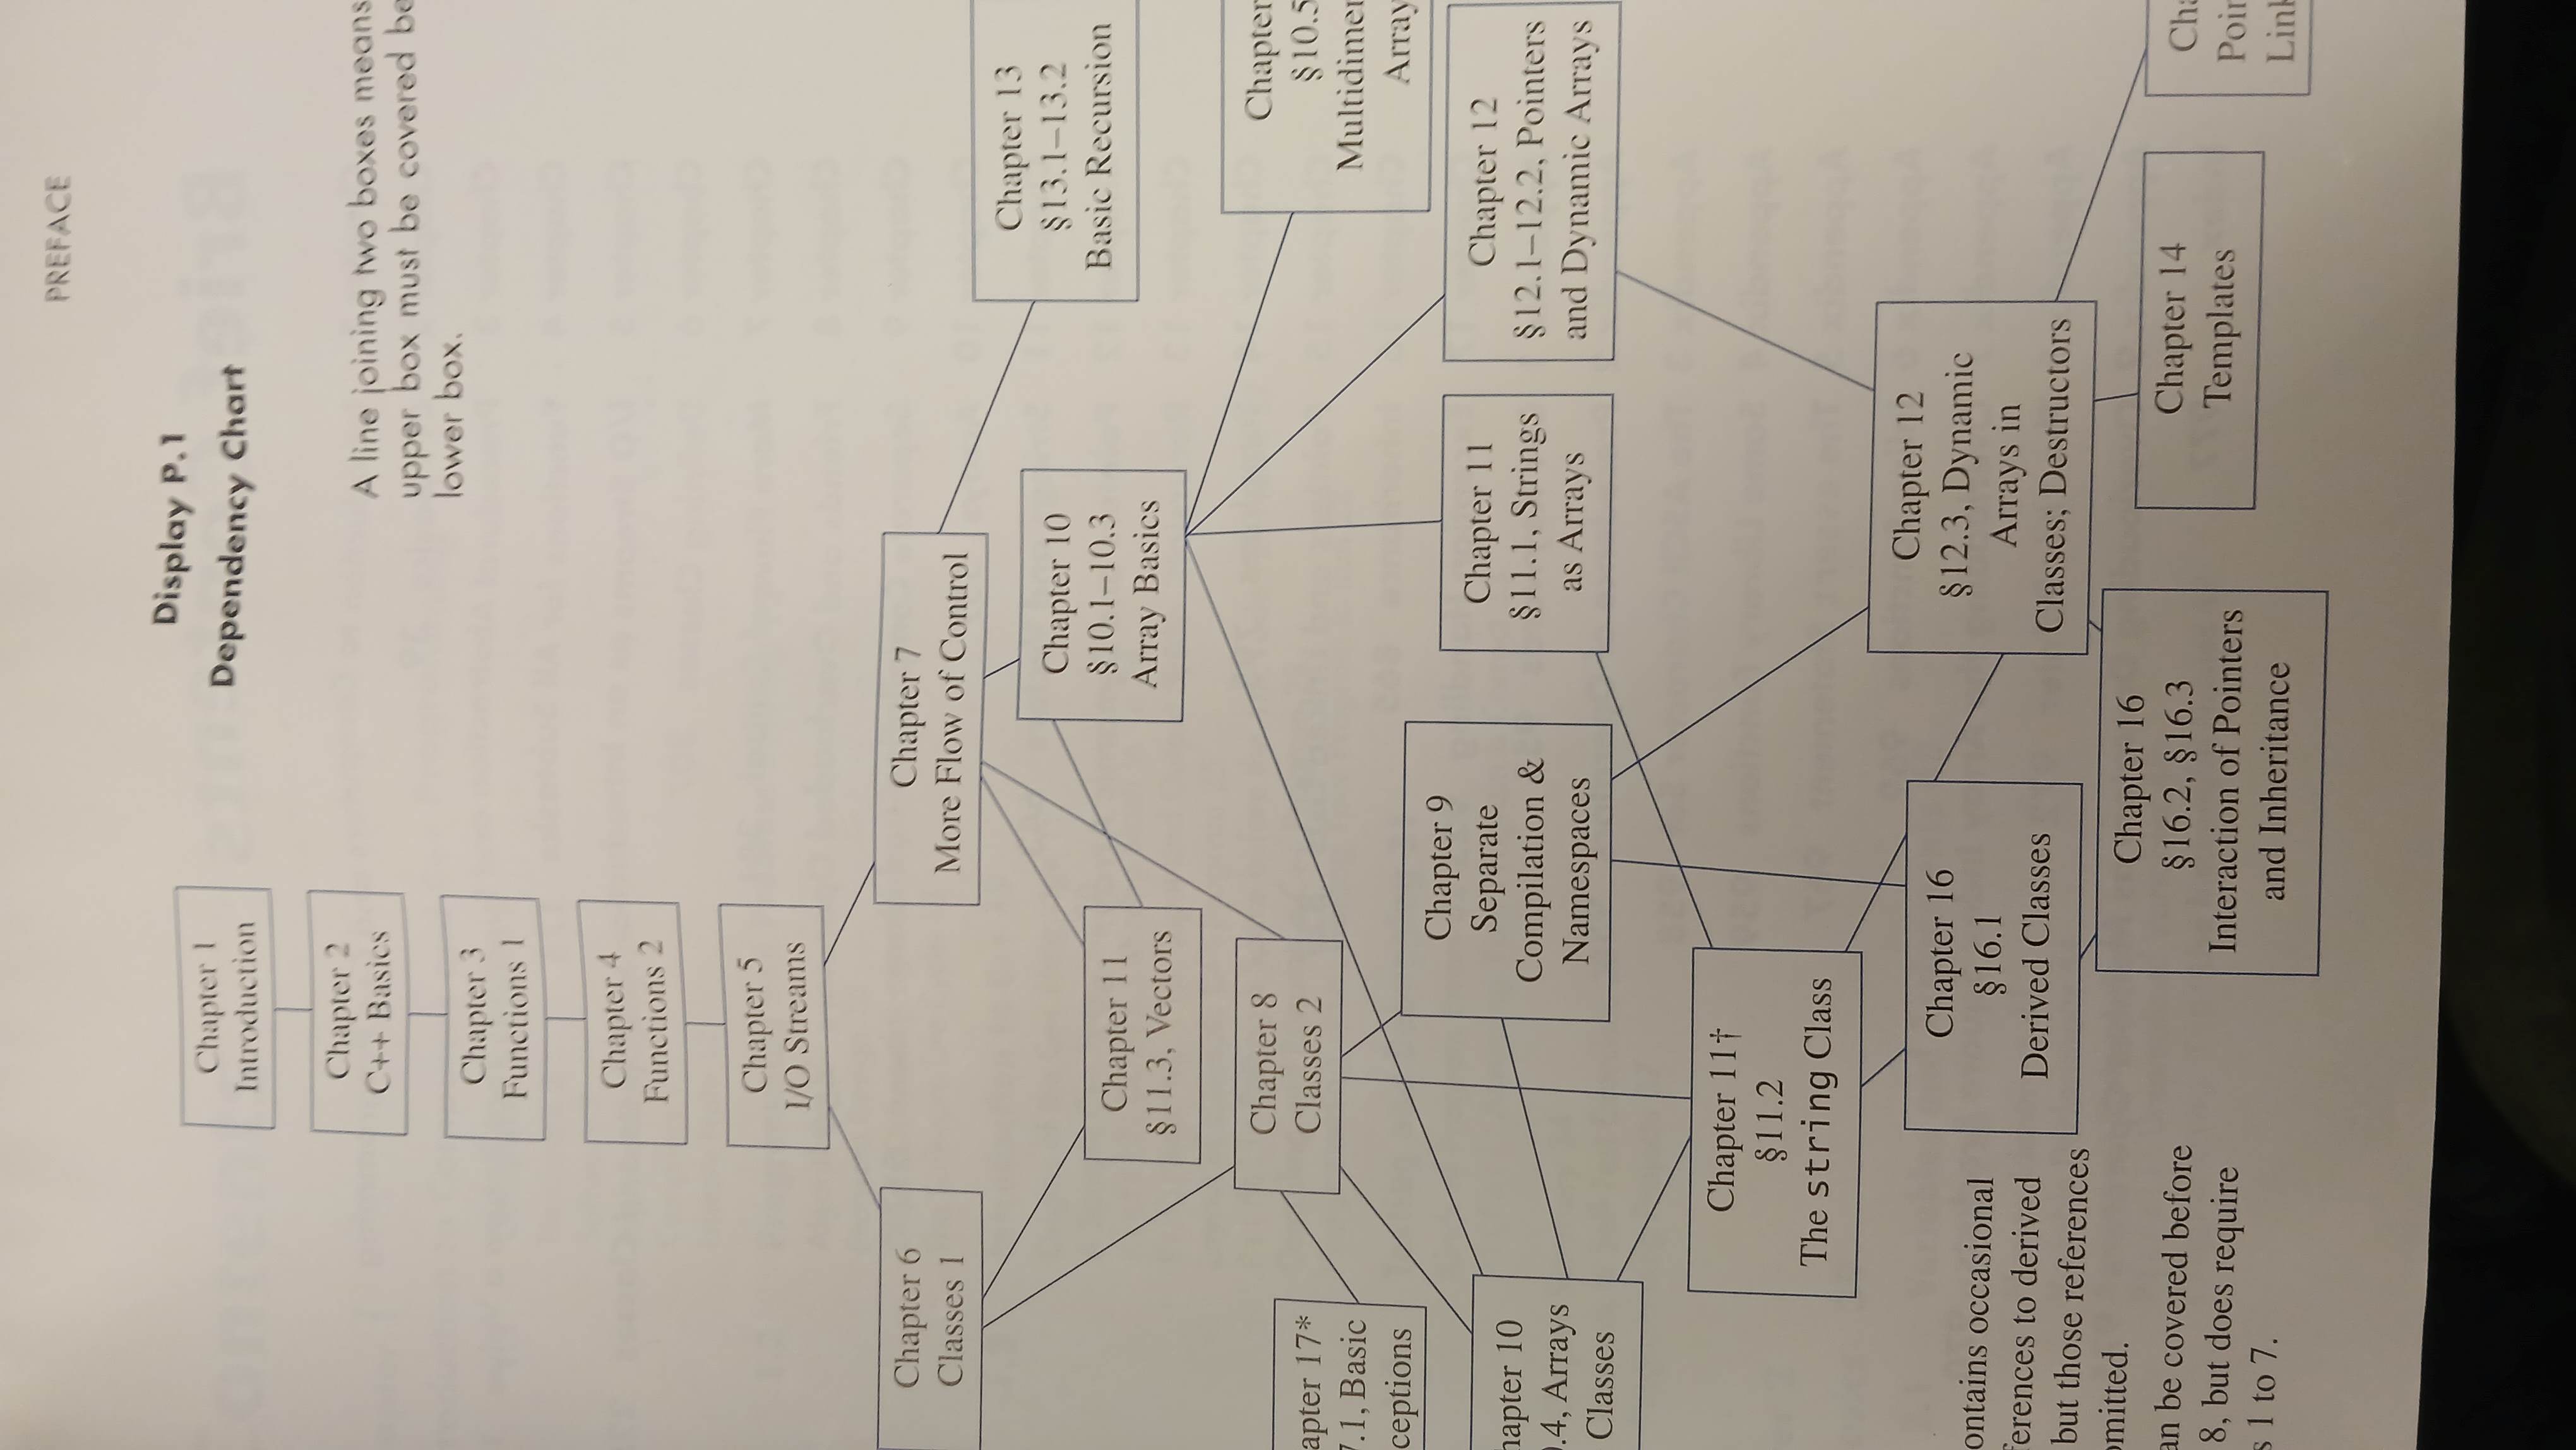 PREFACE
Display P.1
Dependency Chart
A line joining two boxes means
upper box must be covered be
lower box.
Chapter 1
Introduction
Chapter 2
C++ Basics
Chapter 3
Functions 1
Chapter 4
Functions 2
Chapter 5
I/O Streams
Chapter 6
Classes 1
Chapter 7
More Flow of Control
Chapter 13
§13.1–13.2
Basic Recursion
Chapter 10
§10.1–10.3
Array Basics
Chapter 11
§11.3, Vectors
Chapter 8
Classes 2
apter 17*
7.1, Basic
ceptions
Chapter
§10.5
Multidimen
Array
hapter 10
0.4, Arrays
Classes
Chapter 9
Separate
Compilation &
Namespaces
Chapter 11
§11.1, Strings
as Arrays
Chapter 12
§12.1–12.2, Pointers
and Dynamic Arrays
Chapter 11†
§11.2
The string Class
Chapter 16
§16.1
Derived Classes
Chapter 12
§12.3, Dynamic
Arrays in
Classes; Destructors
ontains occasional
ferences to derived
but those references
omitted.
an be covered before
8, but does require
s 1 to 7.
Chapter 16
§16.2, §16.3
Interaction of Pointers
and Inheritance
Chapter 14
Templates
Cha
Poin
Link